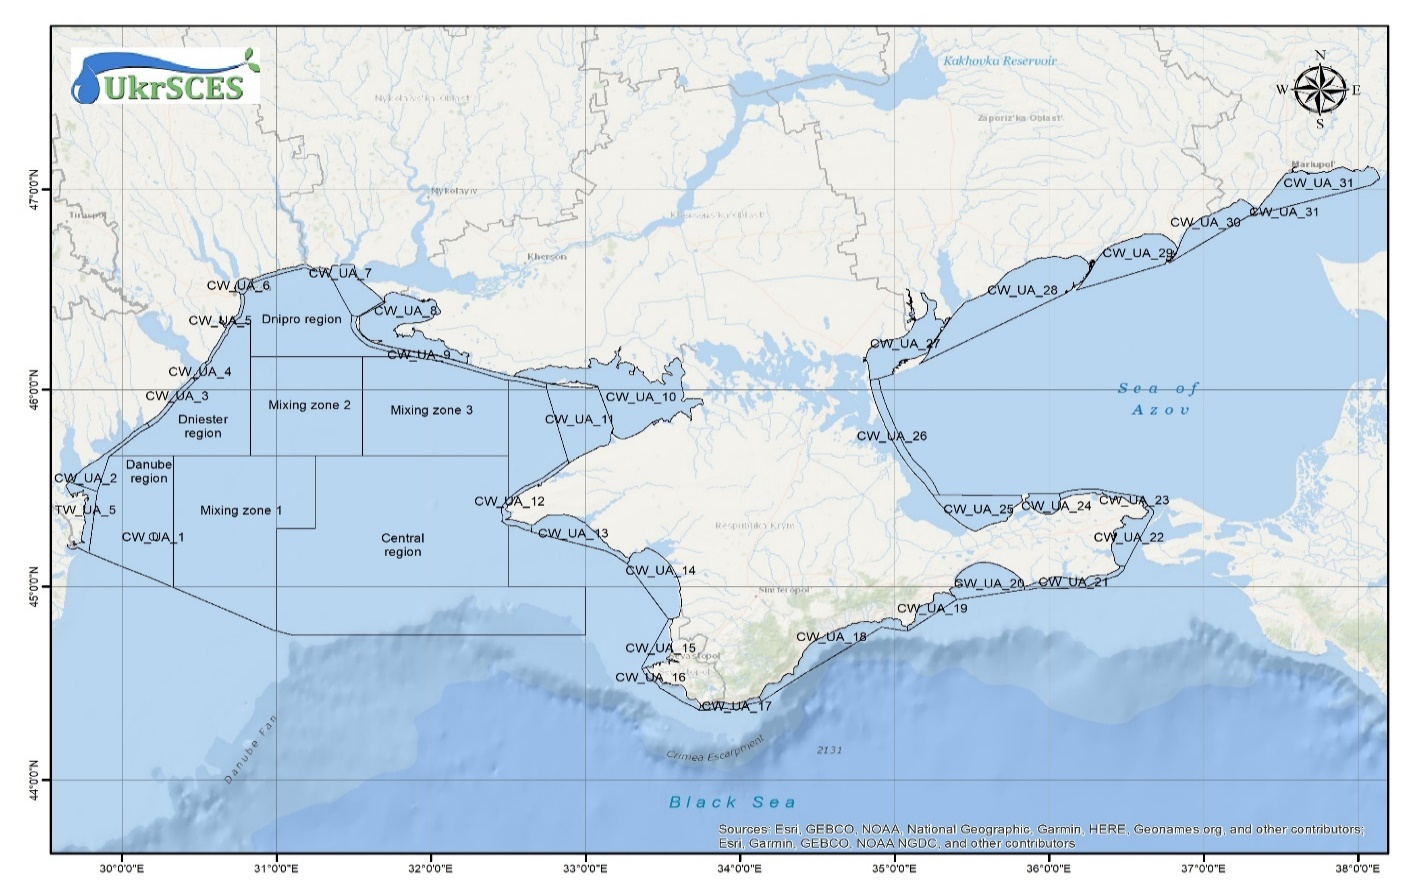 UkrSCES
Kakhovka Reservoir
N
W E
S
Mykolayivs'ka Oblast'
Zaporiz'ka Oblast'
Mariupol'
47°0'0"N
CW_UA_31
Mykolayiv
Tiraspol
Khersons'ka Oblast'
CW_UA_31
CW_UA_30
Kherson
CW_UA_29
CW_UA_7
CW_UA_6
CW_UA_28
CW_UA_8
CW_UA_5
Dnipro region
CW_UA_27
CW_UA_9
CW_UA_4
46°0'0"N
Sea of
Azov
CW_UA_3
CW_UA_10
Mixing zone 2
Mixing zone 3
Dniester
region
CW_UA_11
CW_UA_26
Danube
region
CW_UA_2
CW_UA_12
CW_UA_23
TW_UA_5
Mixing zone 1
CW_UA_25
CW_UA_24
Respublika Krym
CW_UA_1
CW_UA_13
Central
region
CW_UA_22
CW_UA_14
45°0'0"N
CW_UA_20
CW_UA_21
Simferopol'
CW_UA_19
CW_UA_18
CW_UA_15
CW_UA_16
CW_UA_17
Danube Fan
Crimea Escarpment
2131
44°0'0"N
Black Sea
Sources: Esri, GEBCO, NOAA, National Geographic, Garmin, HERE, Geonames.org, and other contributors;
Esri, Garmin, GEBCO, NOAA NGDC, and other contributors
30°0'0"E 31°0'0"E 32°0'0"E 33°0'0"E 34°0'0"E 35°0'0"E 36°0'0"E 37°0'0"E 38°0'0"E